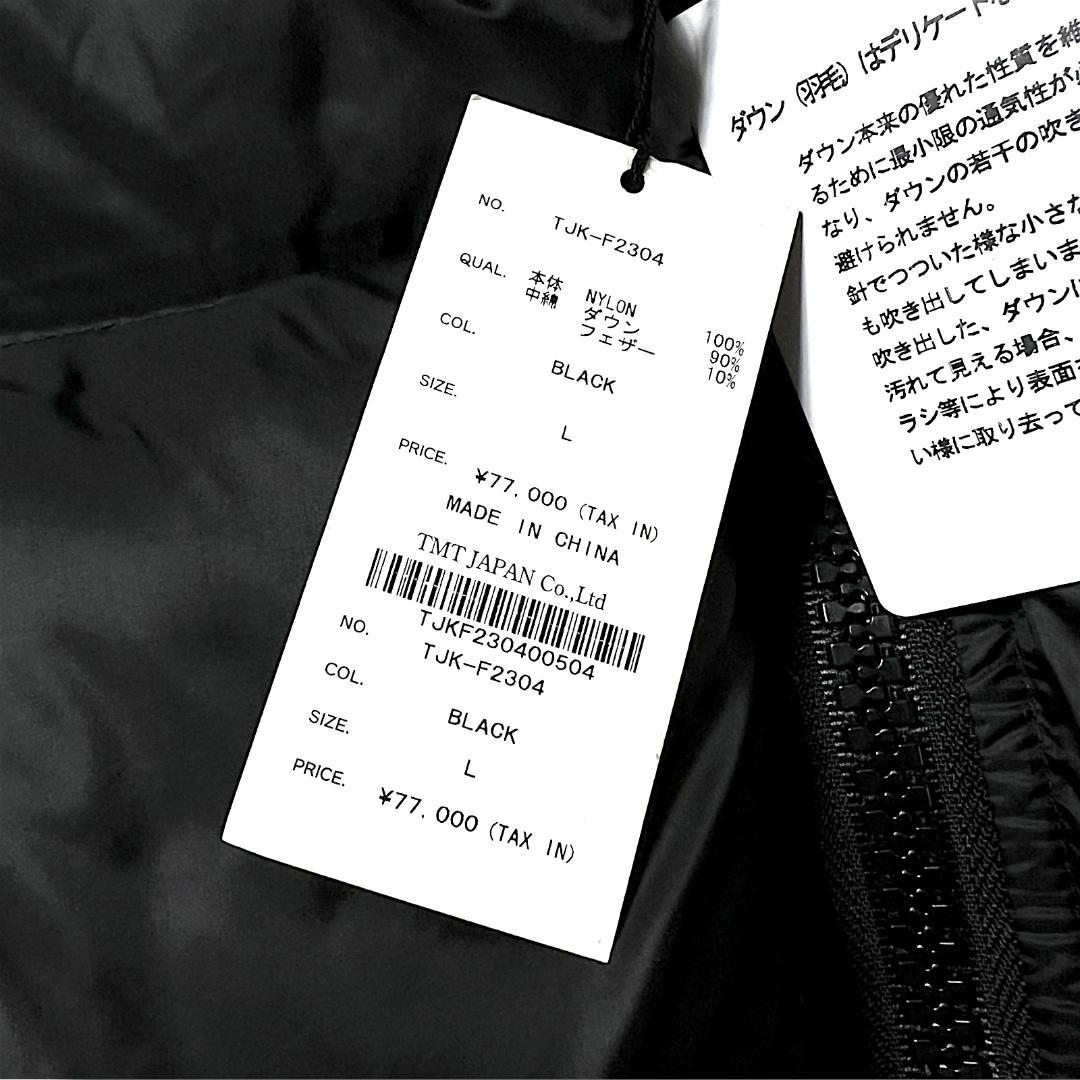 NO. TJK-F2304
QUAL. 本体 NYLON 100%
中綿 ダウン 90%
フェザー 10%
COL. BLACK
SIZE. L
PRICE. ¥77,000 (TAX IN)
MADE IN CHINA
TMT JAPAN Co.,Ltd
TJKF230400504
NO. TJK-F2304
COL. BLACK
SIZE. L
PRICE. ¥77,000 (TAX IN)
ダウン (羽毛) はデリケート
ダウン本来の優れた性質を維
るために最小限の通気性が
なり、ダウンの若干の吹き
避けられません。
針でつついた様な小さな
も吹き出してしまいま
吹き出した、ダウンに
汚れて見える場合、
ラシ等により表面
い様に取り去って